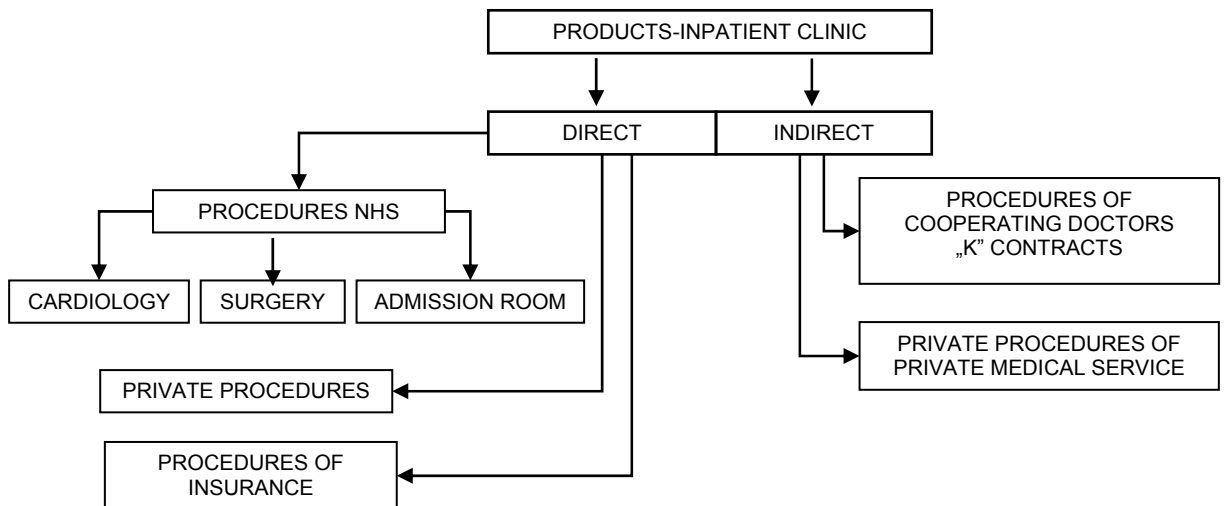 PRODUCTS-INPATIENT CLINIC
DIRECT
INDIRECT
PROCEDURES NHS
PROCEDURES OF
COOPERATING DOCTORS
„K” CONTRACTS
CARDIOLOGY
SURGERY
ADMISSION ROOM
PRIVATE PROCEDURES OF
PRIVATE MEDICAL SERVICE
PRIVATE PROCEDURES
PROCEDURES OF
INSURANCE